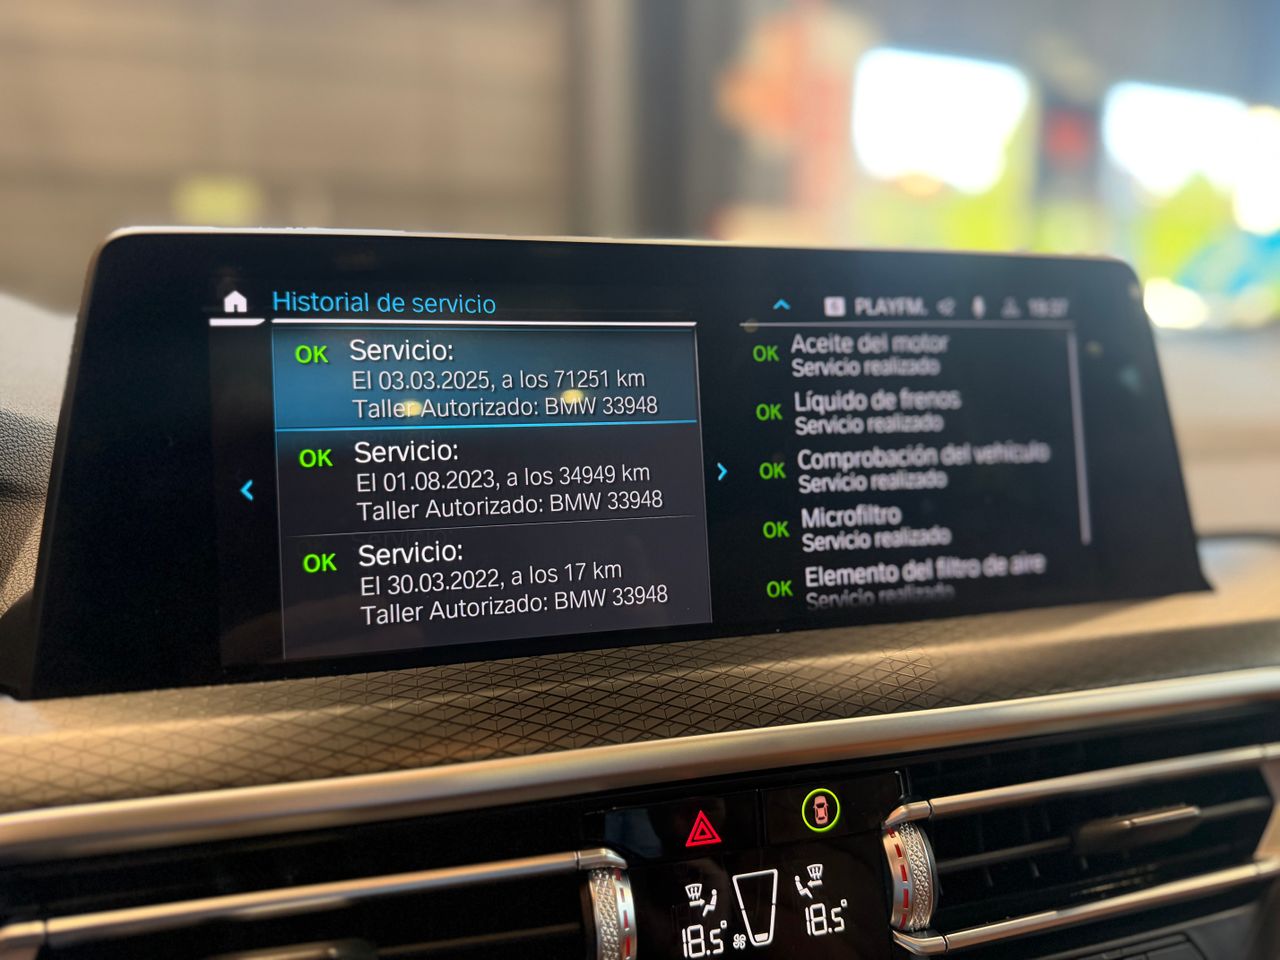 Historial de servicio
PLAYFM.
OK Servicio:
El 03.03.2025, a los 71251 km
Taller Autorizado: BMW 33948
OK Servicio:
El 01.08.2023, a los 34949 km
Taller Autorizado: BMW 33948
OK Servicio:
El 30.03.2022, a los 17 km
Taller Autorizado: BMW 33948
OK Aceite del motor
Servicio realizado
OK Líquido de frenos
Servicio realizado
OK Comprobación del vehículo
Servicio realizado
OK Microfiltro
Servicio realizado
OK Elemento del filtro de aire
Servicio realizado
18.5°
18.5°